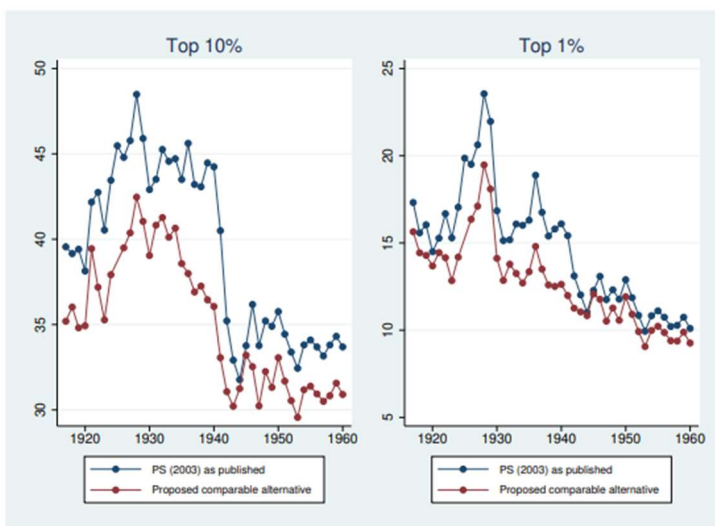 Top 10%
50
45
40
35
30
1920 1930 1940 1950 1960
PS (2003) as published
Proposed comparable alternative
Top 1%
25
20
15
10
5
1920 1930 1940 1950 1960
PS (2003) as published
Proposed comparable alternative